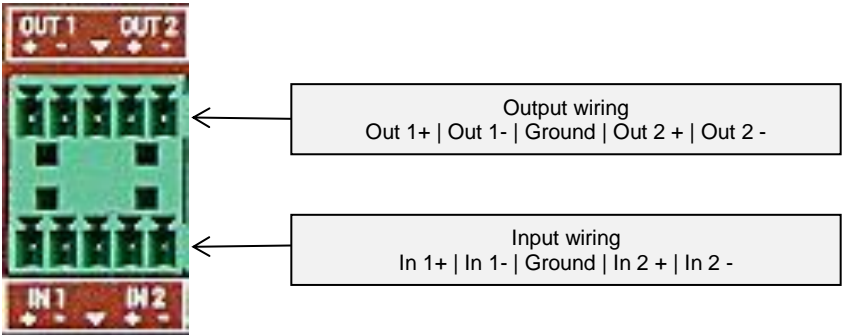 OUT 1 OUT 2
+ - ▼ + -
Output wiring
Out 1+ | Out 1- | Ground | Out 2 + | Out 2 -
Input wiring
In 1+ | In 1- | Ground | In 2 + | In 2 -
IN 1 IN 2
+ - ▼ + -